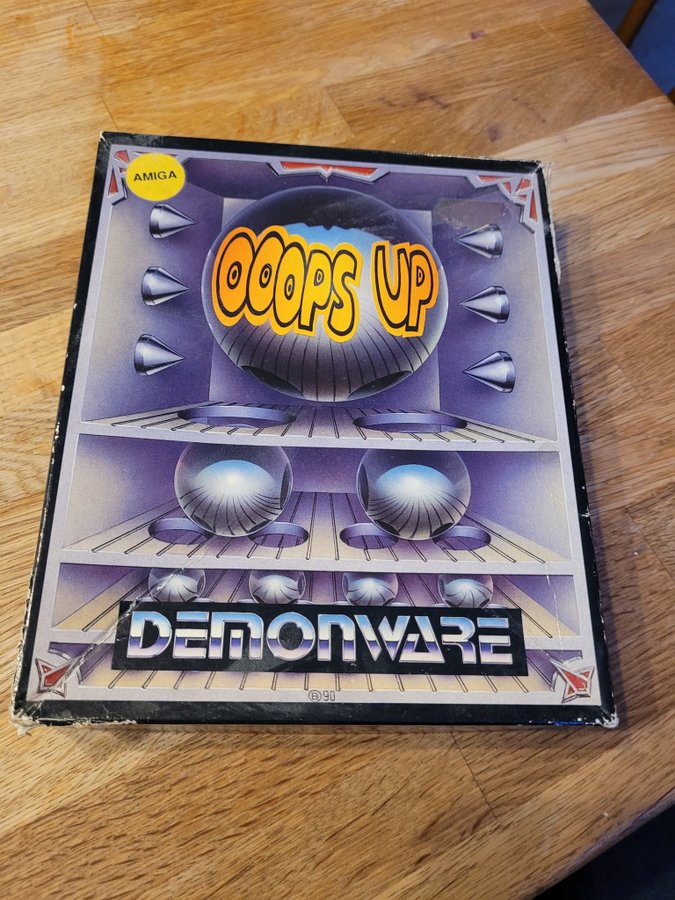 AMIGA
OOOPS UP
DEMONWARE
Ⓑ 90